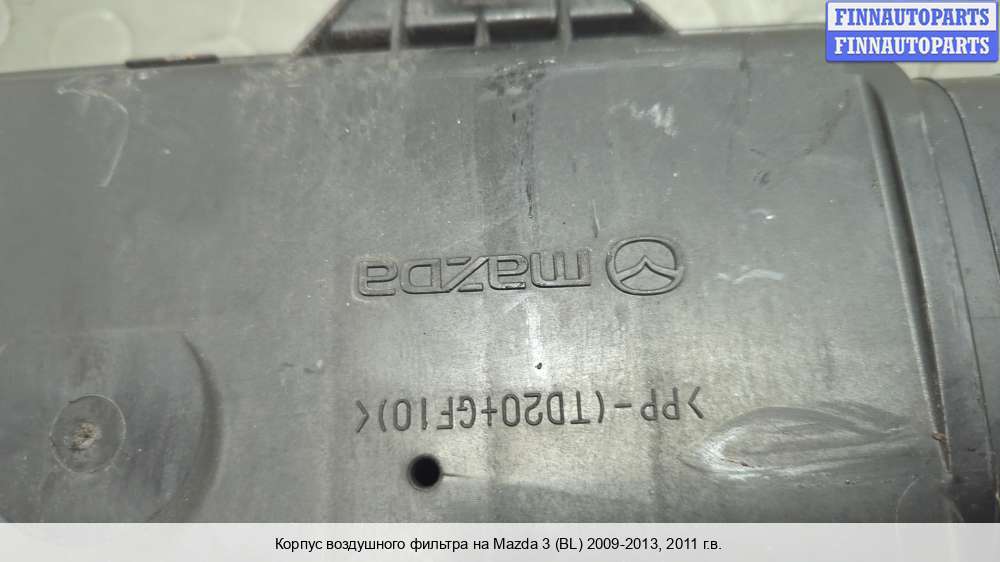 FINNAUTOPARTS
FINNAUTOPARTS
mazda
>PP-(TD20+GF10)<
Корпус воздушного фильтра на Mazda 3 (BL) 2009-2013, 2011 г.в.